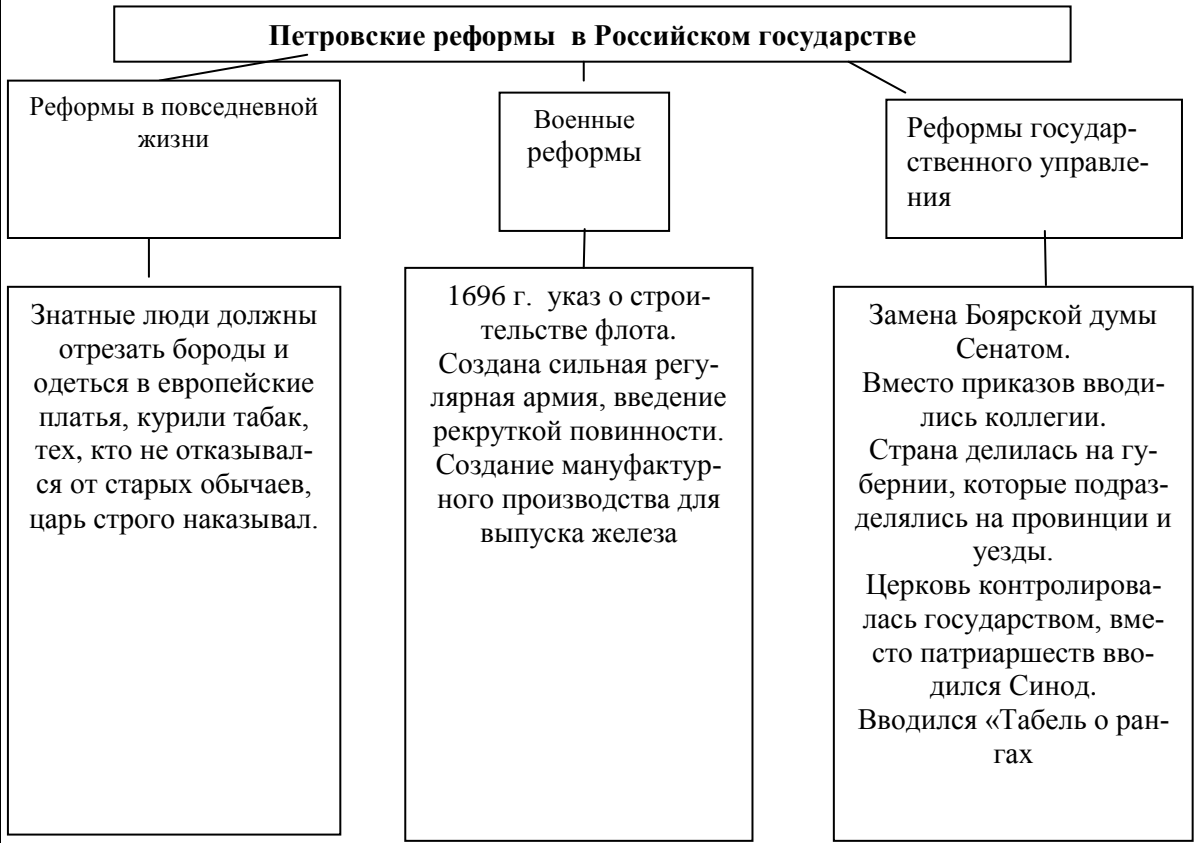 Петровские реформы в Российском государстве
Реформы в повседневной
жизни
Военные
реформы
Реформы государ-
ственного управле-
ния
Знатные люди должны
отрезать бороды и
одеться в европейские
платья, курили табак,
тех, кто не отказывал-
ся от старых обычаев,
царь строго наказывал.
1696 г. указ о строи-
тельстве флота.
Создана сильная регу-
лярная армия, введение
рекруткой повинности.
Создание мануфактур-
ного производства для
выпуска железа
Замена Боярской думы
Сенатом.
Вместо приказов вводи-
лись коллегии.
Страна делилась на гу-
бернии, которые подраз-
делялись на провинции и
уезды.
Церковь контролирова-
лась государством, вме-
сто патриаршеств вво-
дился Синод.
Вводился «Табель о ран-
гах